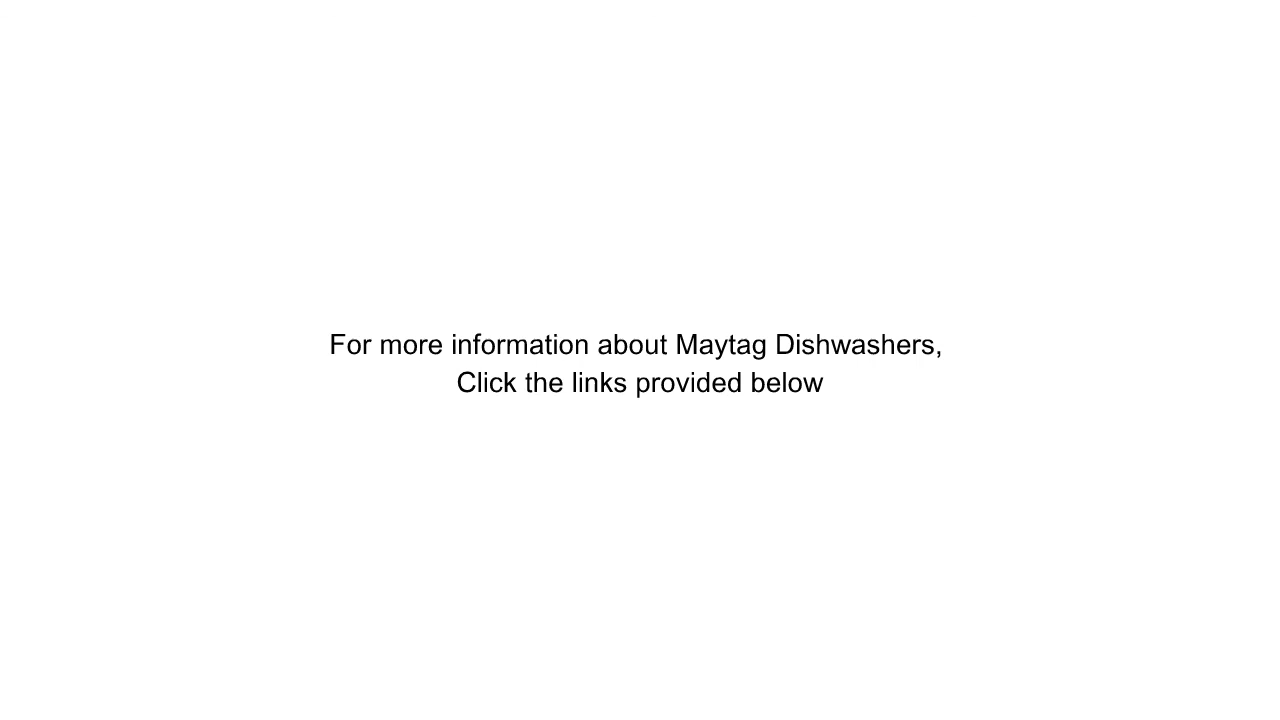 For more information about Maytag Dishwashers,
Click the links provided below